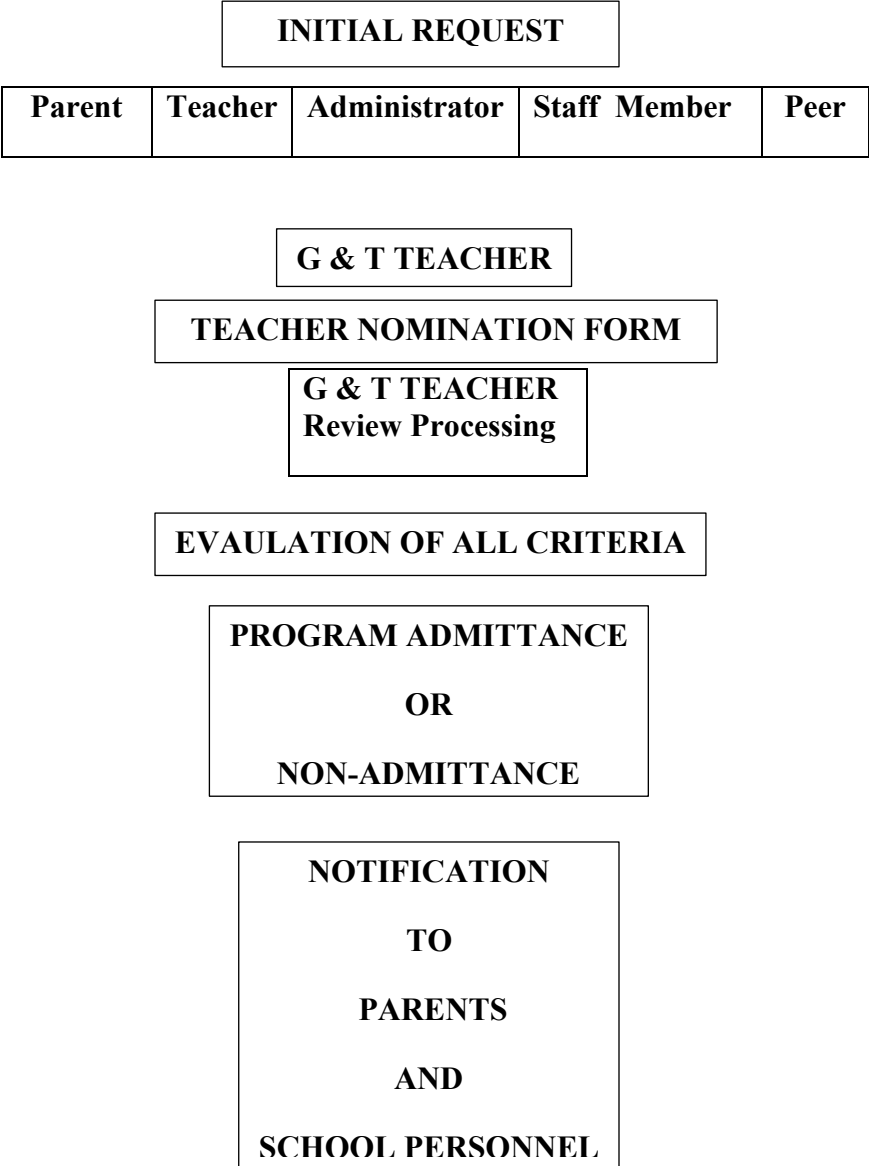 INITIAL REQUEST
Parent Teacher Administrator Staff Member Peer
G & T TEACHER
TEACHER NOMINATION FORM
G & T TEACHER
Review Processing
EVAULATION OF ALL CRITERIA
PROGRAM ADMITTANCE
OR
NON-ADMITTANCE
NOTIFICATION
TO
PARENTS
AND
SCHOOL PERSONNEL